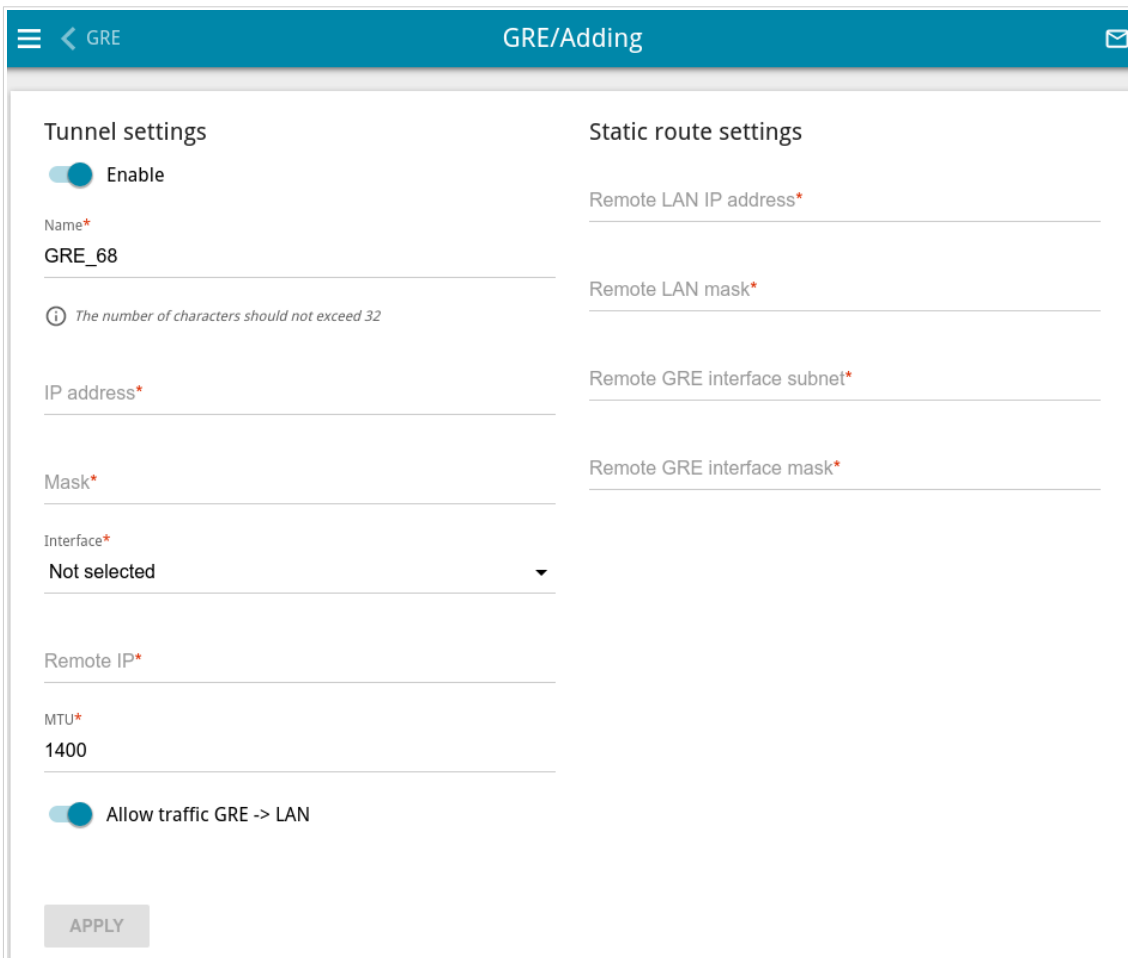 GRE
GRE/Adding
Tunnel settings
Enable
Name*
GRE_68
The number of characters should not exceed 32
IP address*
Mask*
Interface*
Not selected
Remote IP*
MTU*
1400
Allow traffic GRE -> LAN
APPLY
Static route settings
Remote LAN IP address*
Remote LAN mask*
Remote GRE interface subnet*
Remote GRE interface mask*